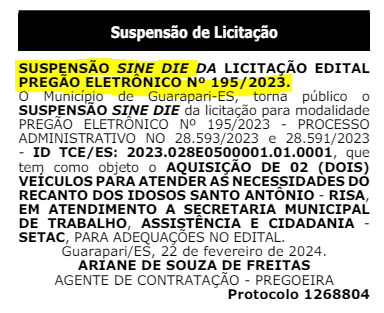 Suspensão de Licitação
SUSPENSÃO SINE DIE DA LICITAÇÃO EDITAL
PREGÃO ELETRÔNICO Nº 195/2023.
O Município de Guarapari-ES, torna público o
SUSPENSÃO SINE DIE da licitação para modalidade
PREGÃO ELETRÔNICO Nº 195/2023 - PROCESSO
ADMINISTRATIVO NO 28.593/2023 e 28.591/2023
- ID TCE/ES: 2023.028E0500001.01.0001, que
tem como objeto o AQUISIÇÃO DE 02 (DOIS)
VEÍCULOS PARA ATENDER AS NECESSIDADES DO
RECANTO DOS IDOSOS SANTO ANTÔNIO - RISA,
EM ATENDIMENTO A SECRETARIA MUNICIPAL
DE TRABALHO, ASSISTÊNCIA E CIDADANIA -
SETAC, PARA ADEQUAÇÕES NO EDITAL.
Guarapari/ES, 22 de fevereiro de 2024.
ARIANE DE SOUZA DE FREITAS
AGENTE DE CONTRATAÇÃO - PREGOEIRA
Protocolo 1268804